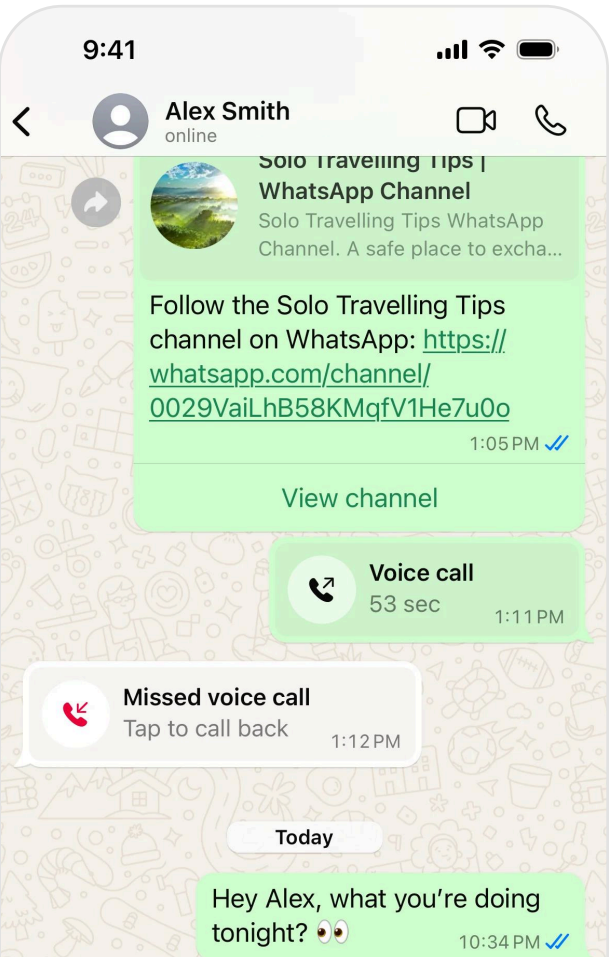 9:41
Alex Smith
online
Solo Travelling Tips |
WhatsApp Channel
Solo Travelling Tips WhatsApp
Channel. A safe place to excha...
Follow the Solo Travelling Tips
channel on WhatsApp: https://
whatsapp.com/channel/
0029VaiLhB58KMqfV1He7u0o
1:05 PM
View channel
Voice call
53 sec
1:11 PM
Missed voice call
Tap to call back
1:12 PM
Today
Hey Alex, what you’re doing
tonight? 👀
10:34 PM